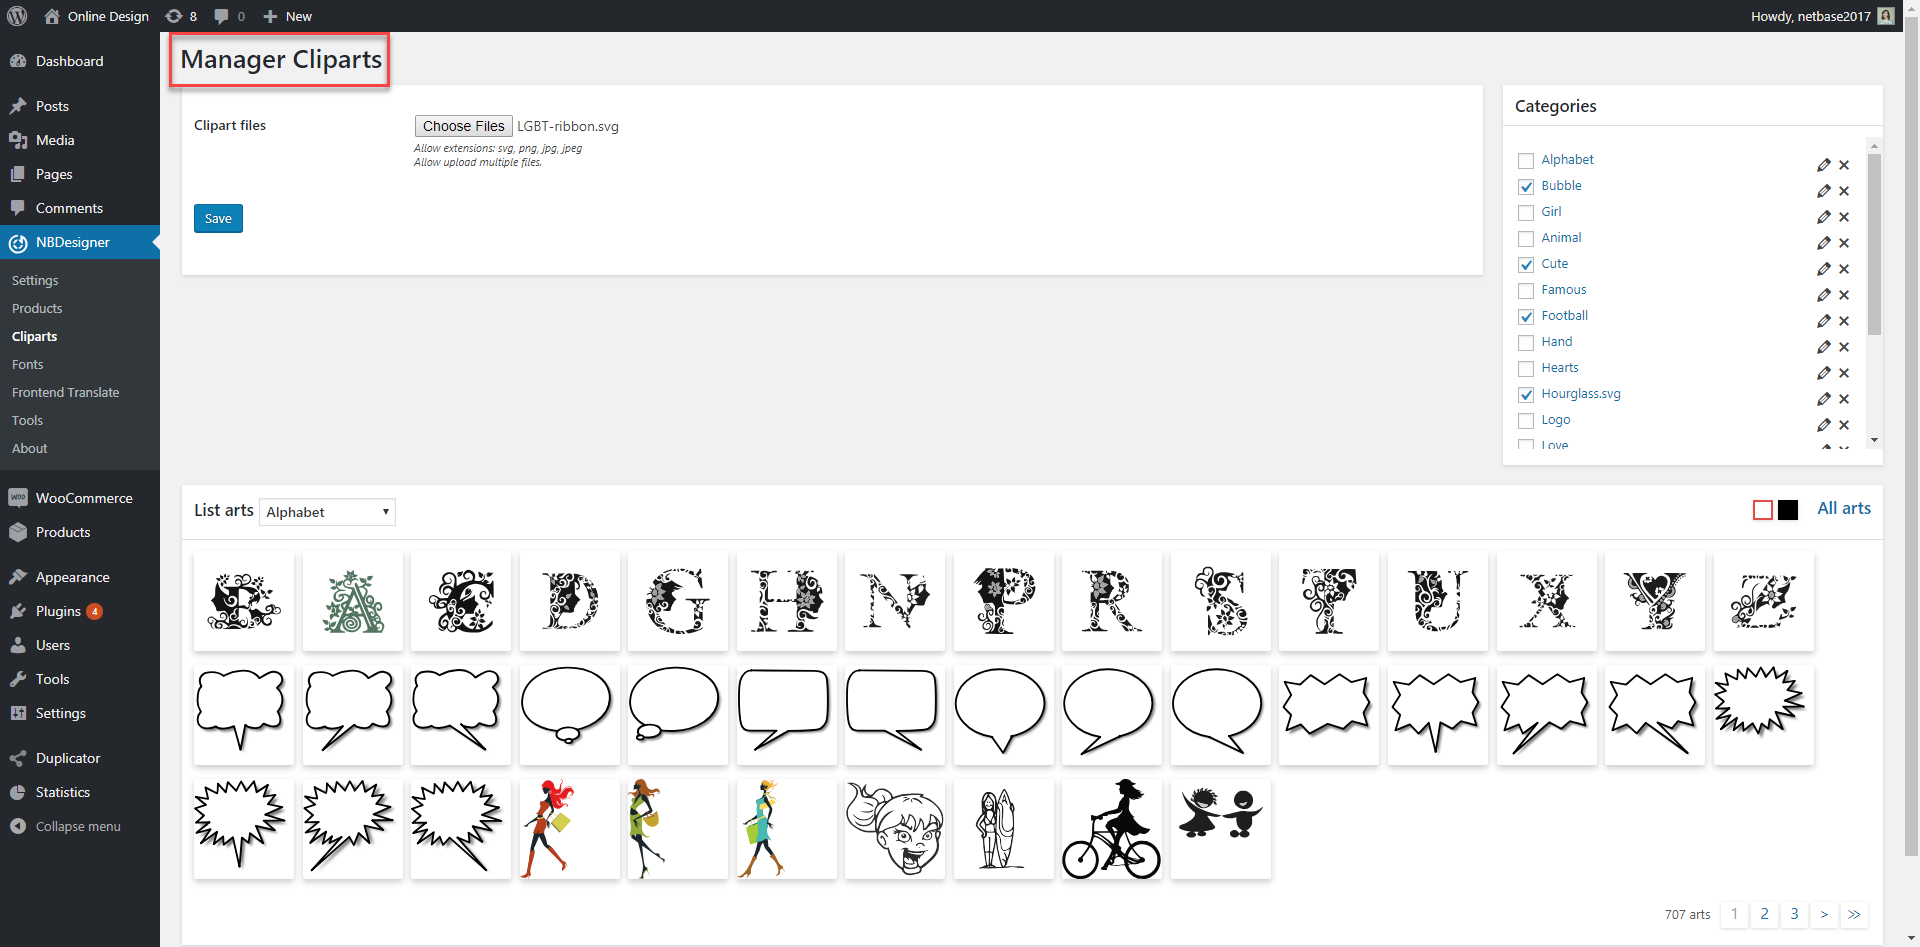 Online Design 8 0 New
Howdy, netbase2017
Dashboard
Posts
Media
Pages
Comments
NBDesigner
Settings
Products
Cliparts
Fonts
Frontend Translate
Tools
About
WooCommerce
Products
Appearance
Plugins 4
Users
Tools
Settings
Duplicator
Statistics
Collapse menu
Manager Cliparts
Clipart files
Choose Files LGBT-ribbon.svg
Allow extensions: svg, png, jpg, jpeg
Allow upload multiple files.
Save
Categories
Alphabet
Bubble
Girl
Animal
Cute
Famous
Football
Hand
Hearts
Hourglass.svg
Logo
Love
List arts Alphabet
All arts
E A C D G H N P R S T U X Y Z
707 arts 1 2 3 > >>